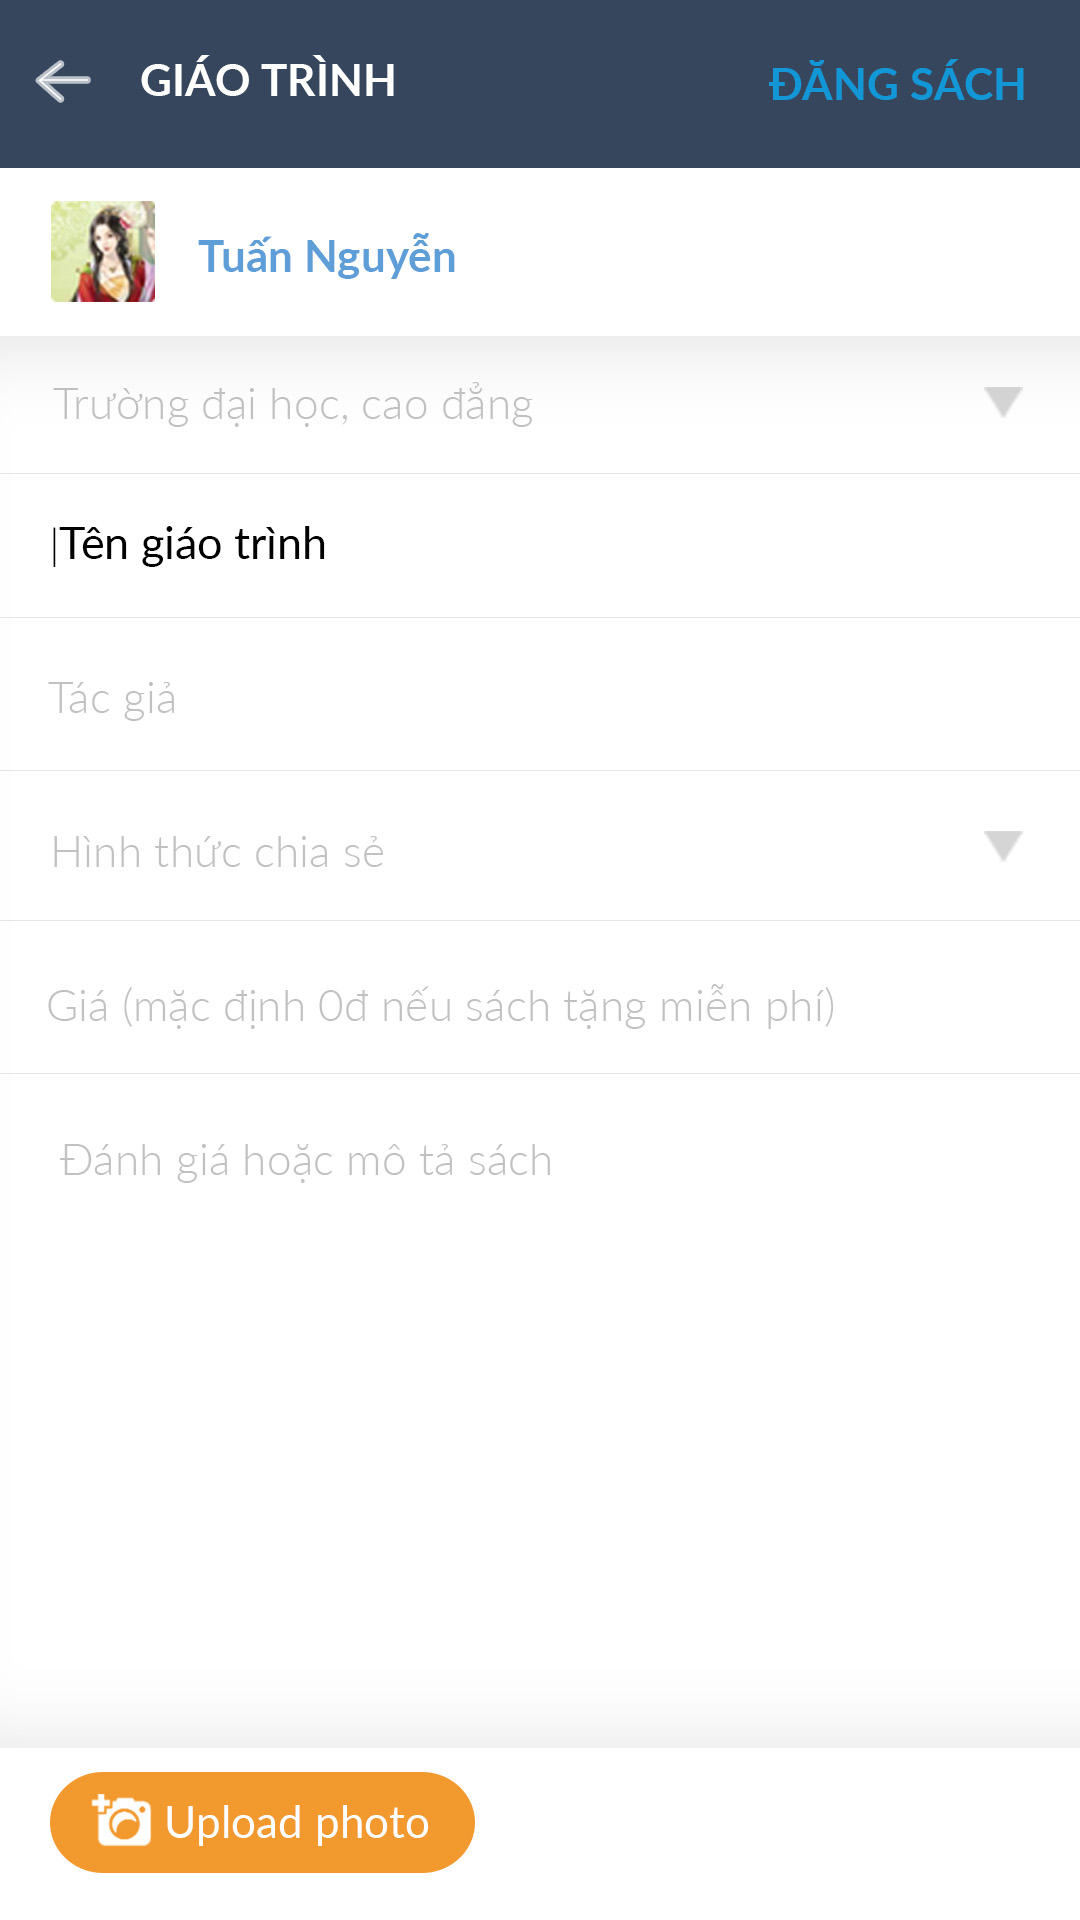 GIÁO TRÌNH
ĐĂNG SÁCH
Tuấn Nguyễn
Trường đại học, cao đẳng
Tên giáo trình
Tác giả
Hình thức chia sẻ
Giá (mặc định 0đ nếu sách tặng miễn phí)
Đánh giá hoặc mô tả sách
Upload photo